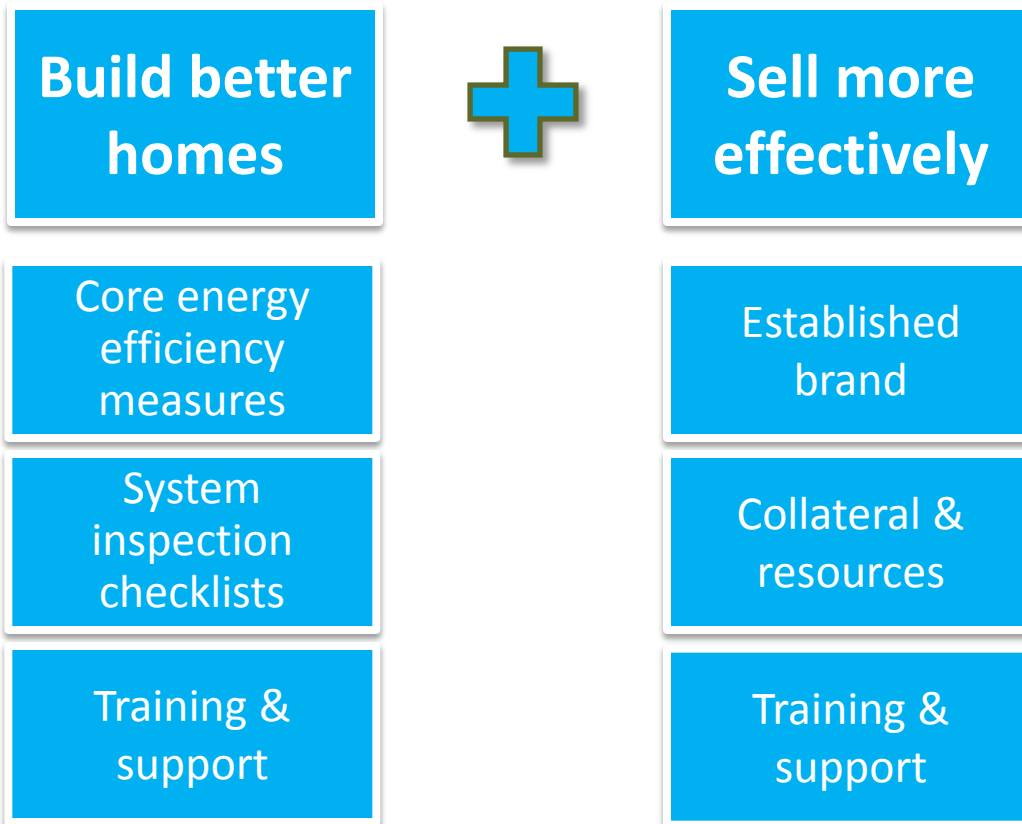 Build better
homes
Core energy
efficiency
measures
System
inspection
checklists
Training &
support
Sell more
effectively
Established
brand
Collateral &
resources
Training &
support